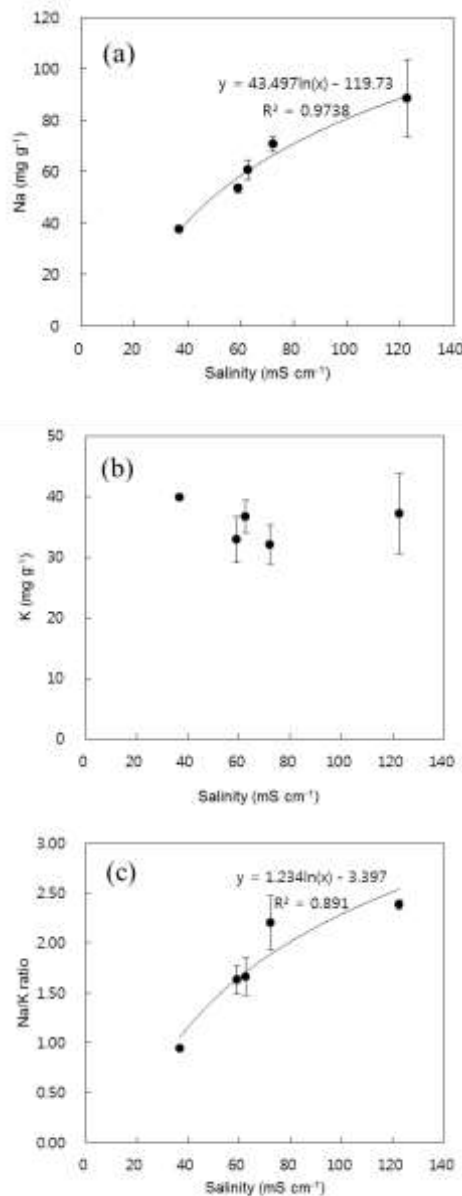 (a)
y = 43.497ln(x) − 119.73
R² = 0.9738
120
100
80
60
40
20
0
Na (mg g⁻¹)
0 20 40 60 80 100 120 140
Salinity (mS cm⁻¹)
(b)
50
40
30
20
10
0
K (mg g⁻¹)
0 20 40 60 80 100 120 140
Salinity (mS cm⁻¹)
(c)
y = 1.234ln(x) − 3.397
R² = 0.891
3.00
2.50
2.00
1.50
1.00
0.50
0.00
Na/K ratio
0 20 40 60 80 100 120 140
Salinity (mS cm⁻¹)